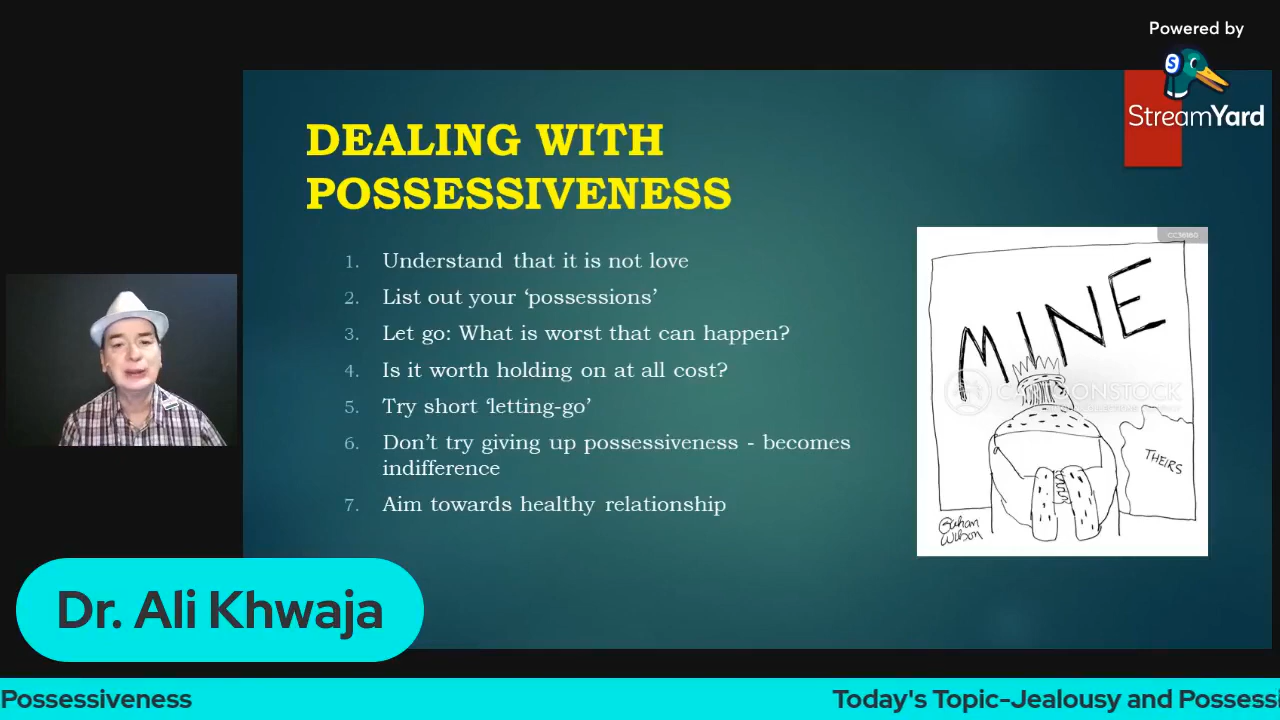 Powered by
S
StreamYard
DEALING WITH
POSSESSIVENESS
1. Understand that it is not love
2. List out your ‘possessions’
3. Let go: What is worst that can happen?
4. Is it worth holding on at all cost?
5. Try short ‘letting-go’
6. Don’t try giving up possessiveness - becomes
indifference
7. Aim towards healthy relationship
MINE
THEIRS
Graham
Wilson
Dr. Ali Khwaja
Possessiveness
Today's Topic-Jealousy and Possessi